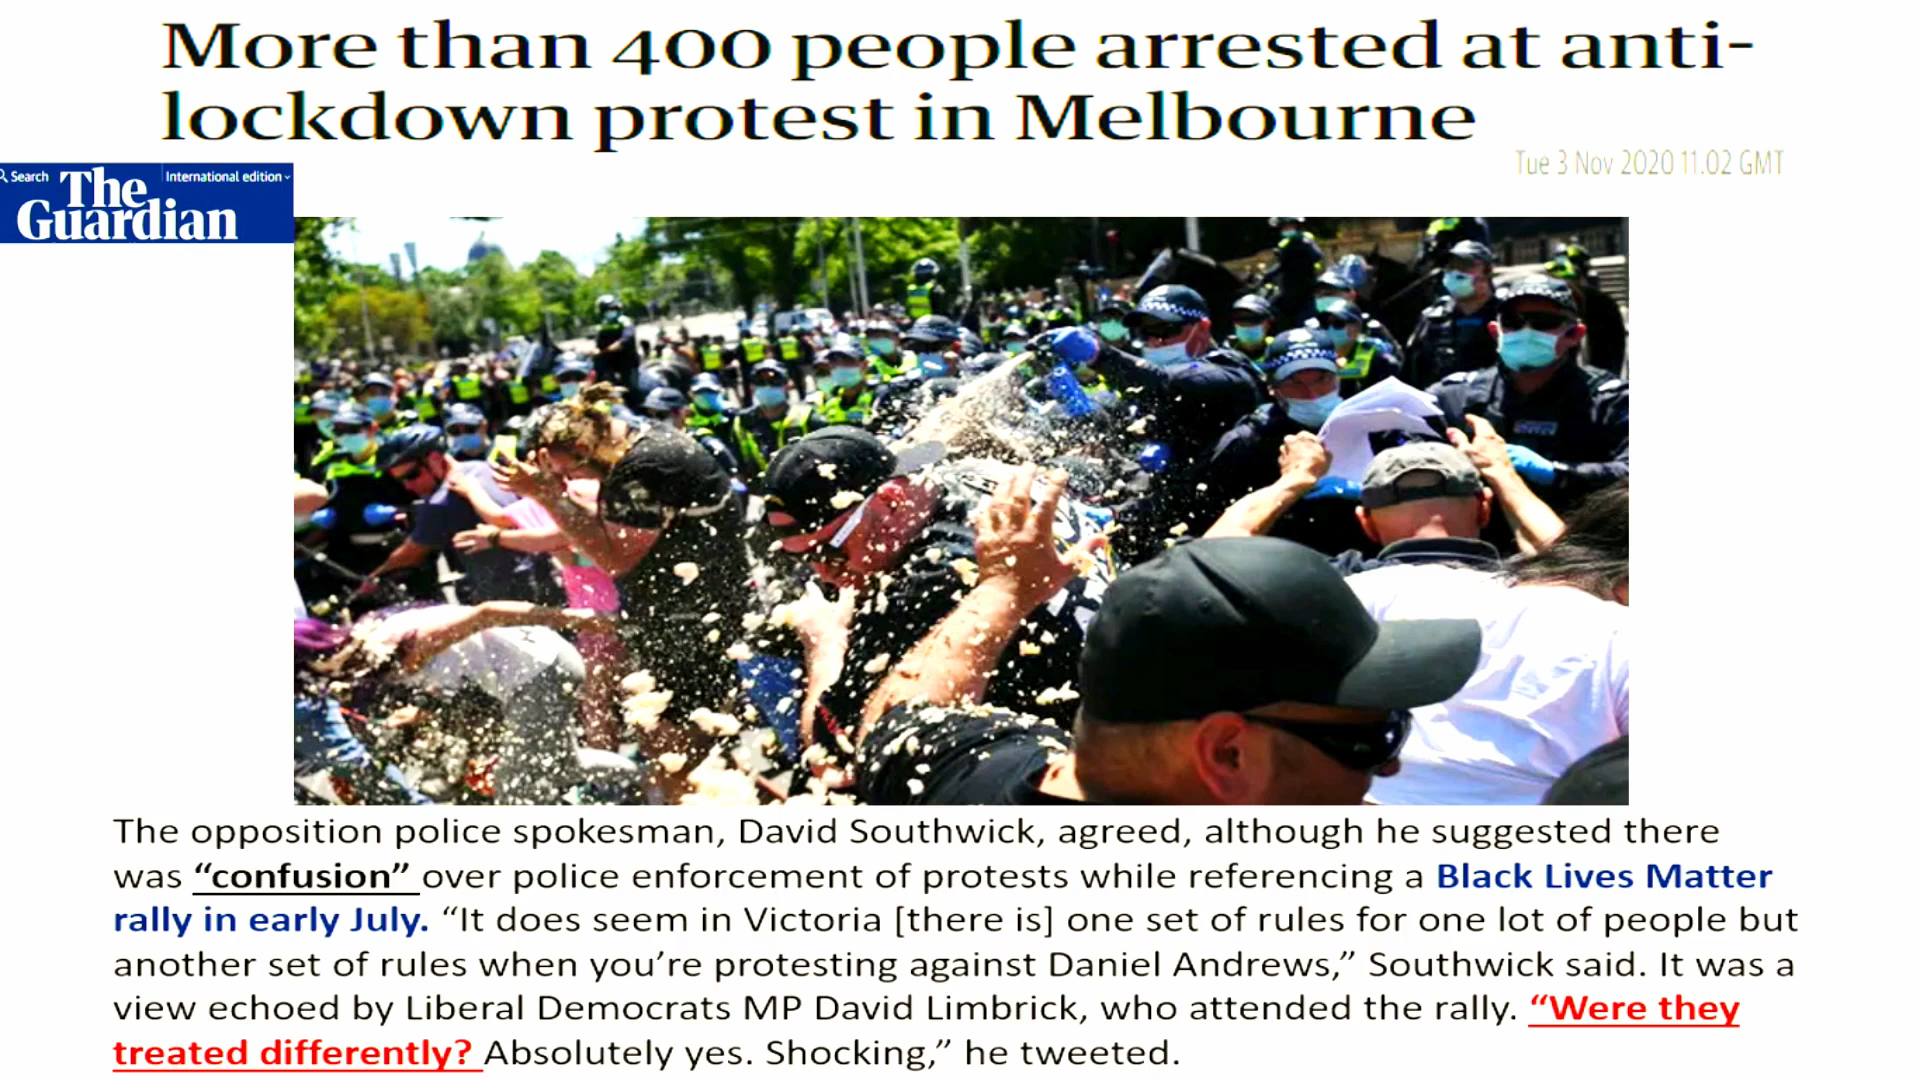 More than 400 people arrested at anti-
lockdown protest in Melbourne
Tue 3 Nov 2020 11.02 GMT
Search
International edition
The
Guardian
The opposition police spokesman, David Southwick, agreed, although he suggested there
was “confusion” over police enforcement of protests while referencing a Black Lives Matter
rally in early July. “It does seem in Victoria [there is] one set of rules for one lot of people but
another set of rules when you’re protesting against Daniel Andrews,” Southwick said. It was a
view echoed by Liberal Democrats MP David Limbrick, who attended the rally. “Were they
treated differently? Absolutely yes. Shocking,” he tweeted.